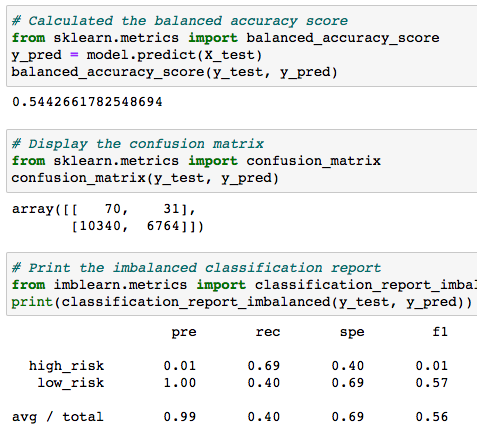 # Calculated the balanced accuracy score
from sklearn.metrics import balanced_accuracy_score
y_pred = model.predict(X_test)
balanced_accuracy_score(y_test, y_pred)
0.5442661782548694
# Display the confusion matrix
from sklearn.metrics import confusion_matrix
confusion_matrix(y_test, y_pred)
array([[   70,    31],
       [10340,  6764]])
# Print the imbalanced classification report
from imblearn.metrics import classification_report_imbal
print(classification_report_imbalanced(y_test, y_pred))
pre rec spe f1
high_risk 0.01 0.69 0.40 0.01
low_risk 1.00 0.40 0.69 0.57
avg / total 0.99 0.40 0.69 0.56